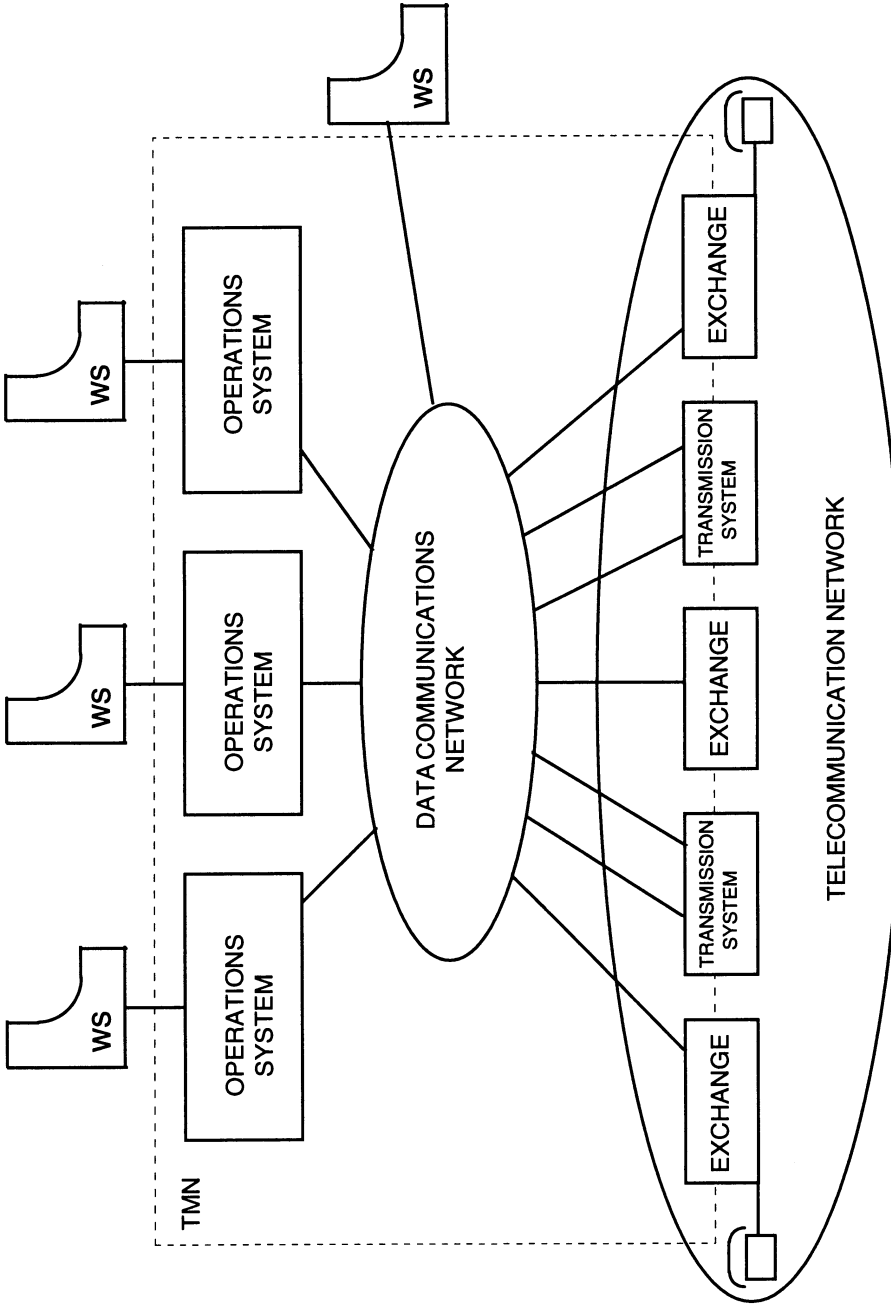 WS
WS
WS
TMN
OPERATIONS
SYSTEM
OPERATIONS
SYSTEM
OPERATIONS
SYSTEM
WS
DATA COMMUNICATIONS
NETWORK
EXCHANGE
TRANSMISSION
SYSTEM
EXCHANGE
TRANSMISSION
SYSTEM
EXCHANGE
TELECOMMUNICATION NETWORK